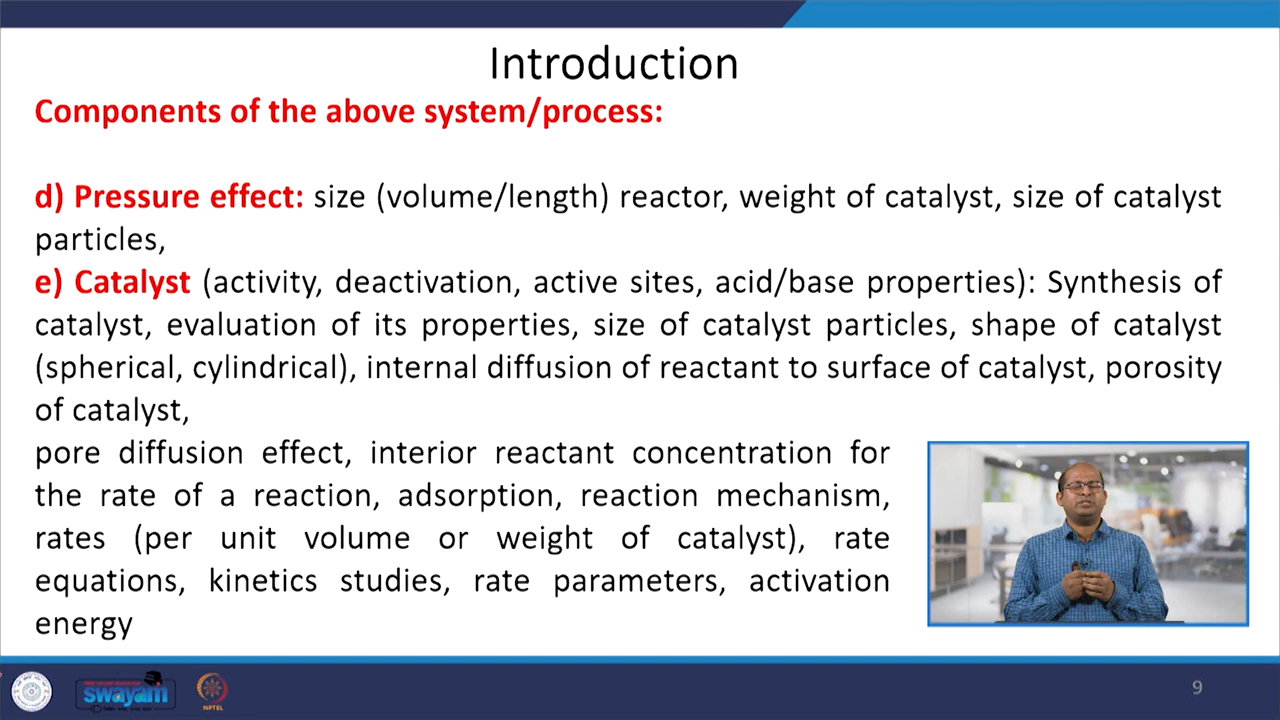 Introduction
Components of the above system/process:
d) Pressure effect: size (volume/length) reactor, weight of catalyst, size of catalyst
particles,
e) Catalyst (activity, deactivation, active sites, acid/base properties): Synthesis of
catalyst, evaluation of its properties, size of catalyst particles, shape of catalyst
(spherical, cylindrical), internal diffusion of reactant to surface of catalyst, porosity
of catalyst,
pore diffusion effect, interior reactant concentration for
the rate of a reaction, adsorption, reaction mechanism,
rates (per unit volume or weight of catalyst), rate
equations, kinetics studies, rate parameters, activation
energy
swayam
NPTEL
9